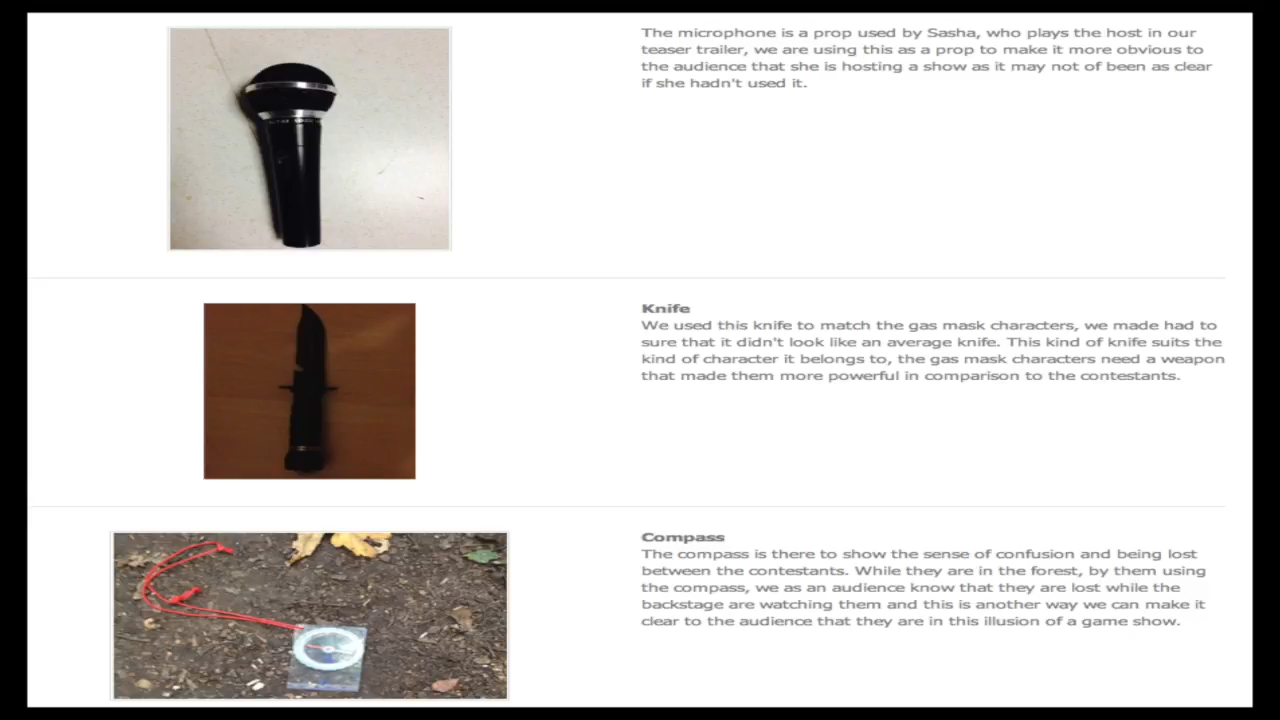 The microphone is a prop used by Sasha, who plays the host in our
teaser trailer, we are using this as a prop to make it more obvious to
the audience that she is hosting a show as it may not of been as clear
if she hadn't used it.
Knife
We used this knife to match the gas mask characters, we made had to
sure that it didn't look like an average knife. This kind of knife suits the
kind of character it belongs to, the gas mask characters need a weapon
that made them more powerful in comparison to the contestants.
Compass
The compass is there to show the sense of confusion and being lost
between the contestants. While they are in the forest, by them using
the compass, we as an audience know that they are lost while the
backstage are watching them and this is another way we can make it
clear to the audience that they are in this illusion of a game show.